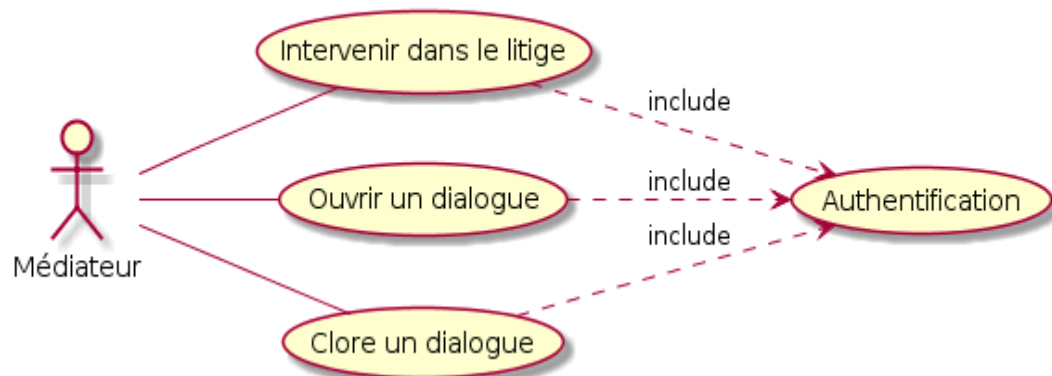 Intervenir dans le litige
include
Ouvrir un dialogue
include
Authentification
include
Médiateur
Clore un dialogue